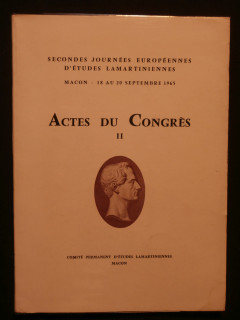 SECONDES JOURNÉES EUROPÉENNES
D'ÉTUDES LAMARTINIENNES
MACON - 18 AU 20 SEPTEMBRE 1965
ACTES DU CONGRÈS
II
COMITÉ PERMANENT D'ÉTUDES LAMARTINIENNES
MACON